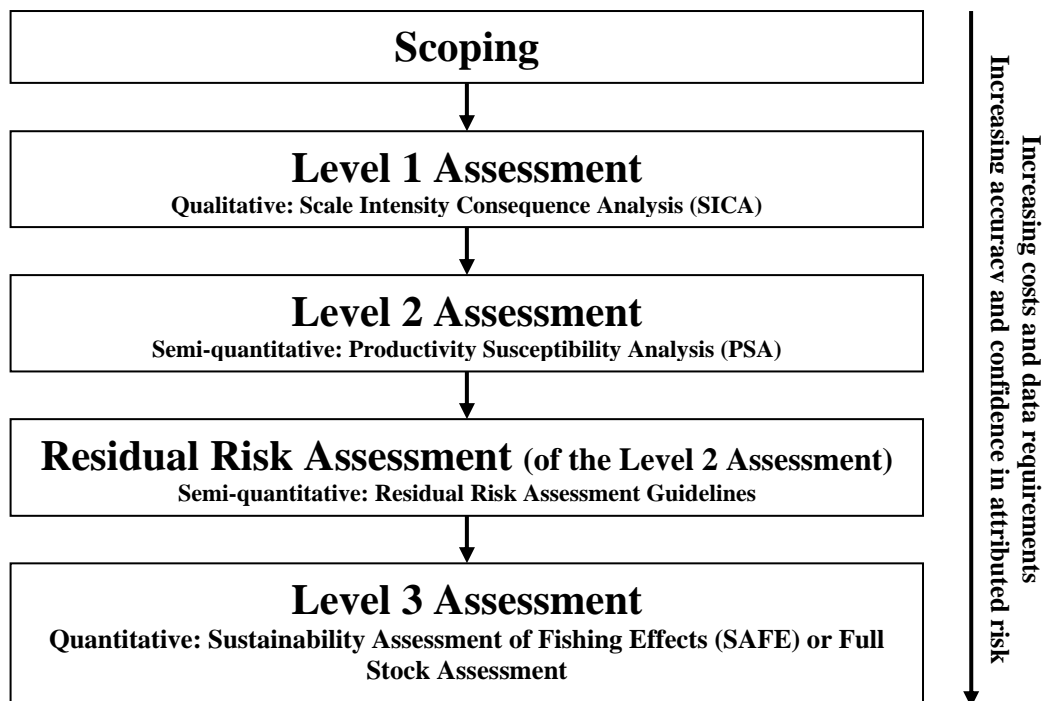 Scoping
Level 1 Assessment
Qualitative: Scale Intensity Consequence Analysis (SICA)
Level 2 Assessment
Semi-quantitative: Productivity Susceptibility Analysis (PSA)
Residual Risk Assessment (of the Level 2 Assessment)
Semi-quantitative: Residual Risk Assessment Guidelines
Level 3 Assessment
Quantitative: Sustainability Assessment of Fishing Effects (SAFE) or Full
Stock Assessment
Increasing costs and data requirements
Increasing accuracy and confidence in attributed risk